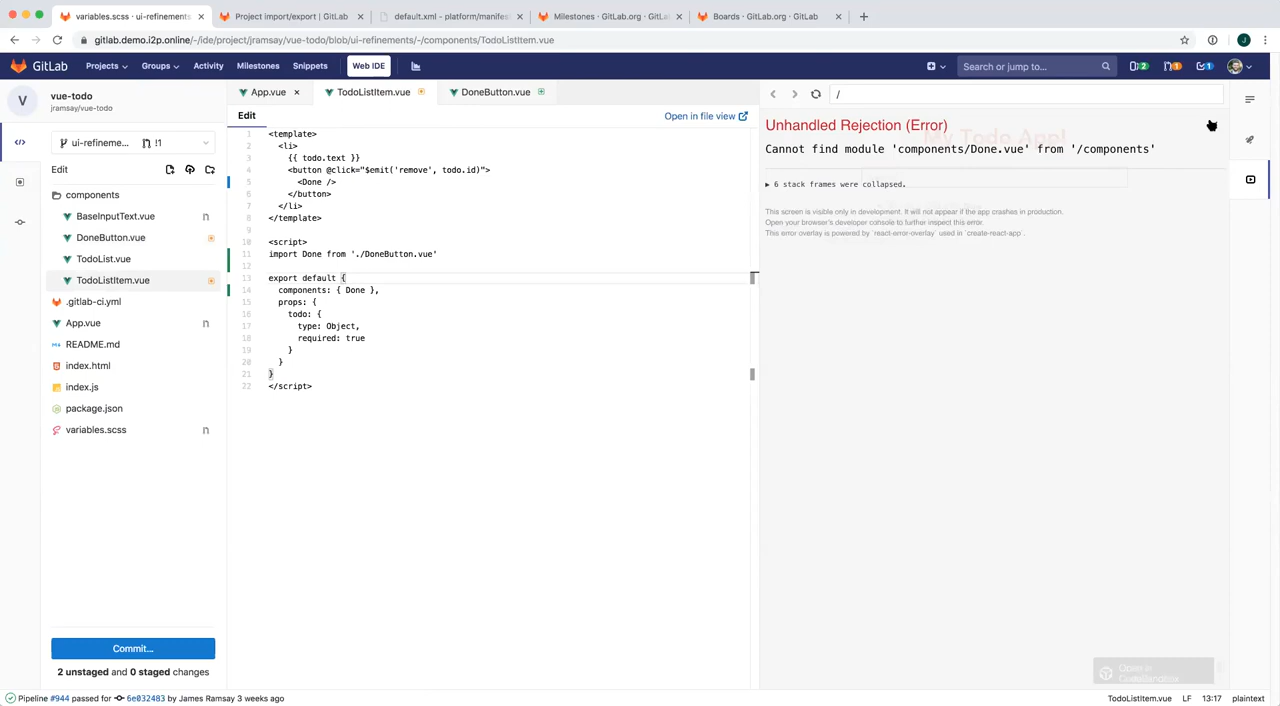 variables.scss · ui-refinements
Project import/export | GitLab
default.xml - platform/manifest
Milestones · GitLab.org / GitLab
Boards · GitLab.org / GitLab
gitlab.demo.i2p.online/-/ide/project/jramsay/vue-todo/blob/ui-refinements/-/components/TodoListItem.vue
J
GitLab Projects Groups Activity Milestones Snippets Web IDE Search or jump to... 2 1 1
V
vue-todo
jramsay/vue-todo
ui-refineme... !1
Edit
components
BaseInputText.vue
DoneButton.vue
TodoList.vue
TodoListItem.vue
.gitlab-ci.yml
App.vue
README.md
index.html
index.js
package.json
variables.scss
Commit...
2 unstaged and 0 staged changes
App.vue TodoListItem.vue DoneButton.vue
Edit Open in file view
1 <template>
2 <li>
3 {{ todo.text }}
4 <button @click="$emit('remove', todo.id)">
5 <Done />
6 </button>
7 </li>
8 </template>
9
10 <script>
11 import Done from './DoneButton.vue'
12
13 export default {
14 components: { Done },
15 props: {
16 todo: {
17 type: Object,
18 required: true
19 }
20 }
21 }
22 </script>
/
My Todo App!
Unhandled Rejection (Error)
Cannot find module 'components/Done.vue' from '/components'
▶ 6 stack frames were collapsed.
This screen is visible only in development. It will not appear if the app crashes in production.
Open your browser's developer console to further inspect this error.
This error overlay is powered by `react-error-overlay` used in `create-react-app`.
Open in
CodeSandbox
Pipeline #944 passed for 6e032483 by James Ramsay 3 weeks ago
TodoListItem.vue LF 13:17 plaintext